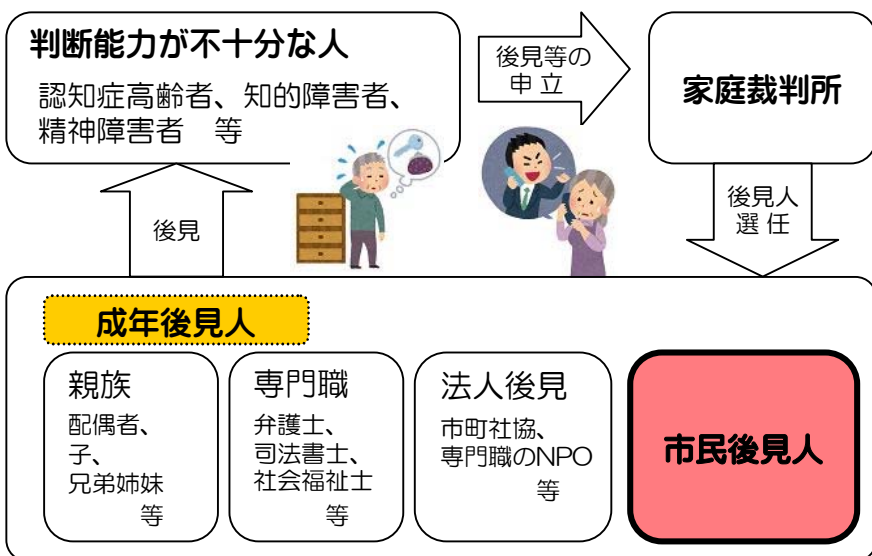 判断能力が不十分な人
認知症高齢者、知的障害者、
精神障害者　等
後見等の
申 立
家庭裁判所
後見
後見人
選 任
成年後見人
親族
配偶者、
子、
兄弟姉妹
等
専門職
弁護士、
司法書士、
社会福祉士
等
法人後見
市町社協、
専門職のNPO
等
市民後見人